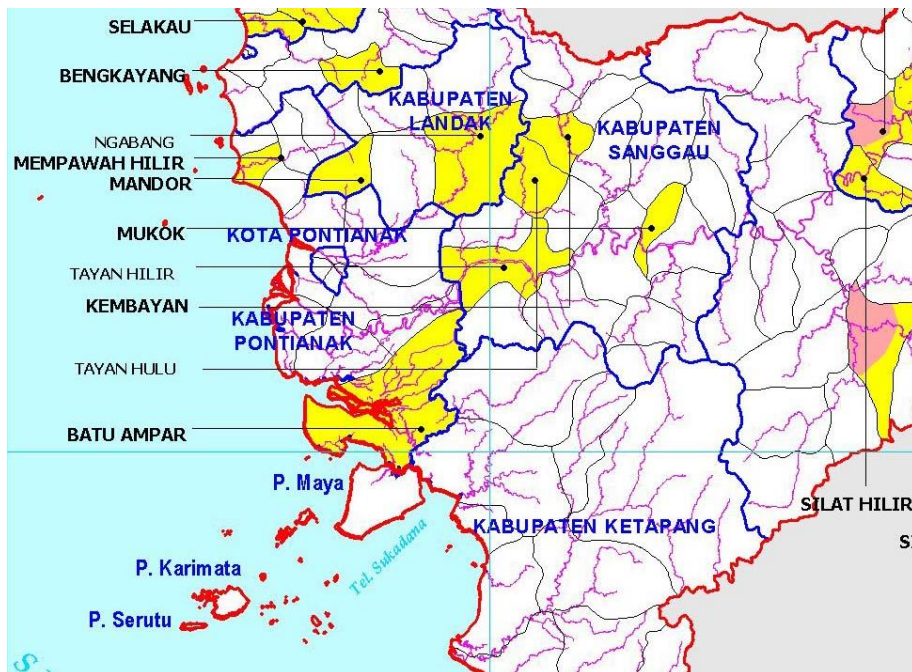 SELAKAU
BENGKAYANG
KABUPATEN
LANDAK
KABUPATEN
SANGGAU
NGABANG
MEMPAWAH HILIR
MANDOR
MUKOK
KOTA PONTIANAK
TAYAN HILIR
KEMBAYAN
KABUPATEN
PONTIANAK
TAYAN HULU
BATU AMPAR
P. Maya
SILAT HILIR
KABUPATEN KETAPANG
Tel. Sukadana
P. Karimata
P. Serutu